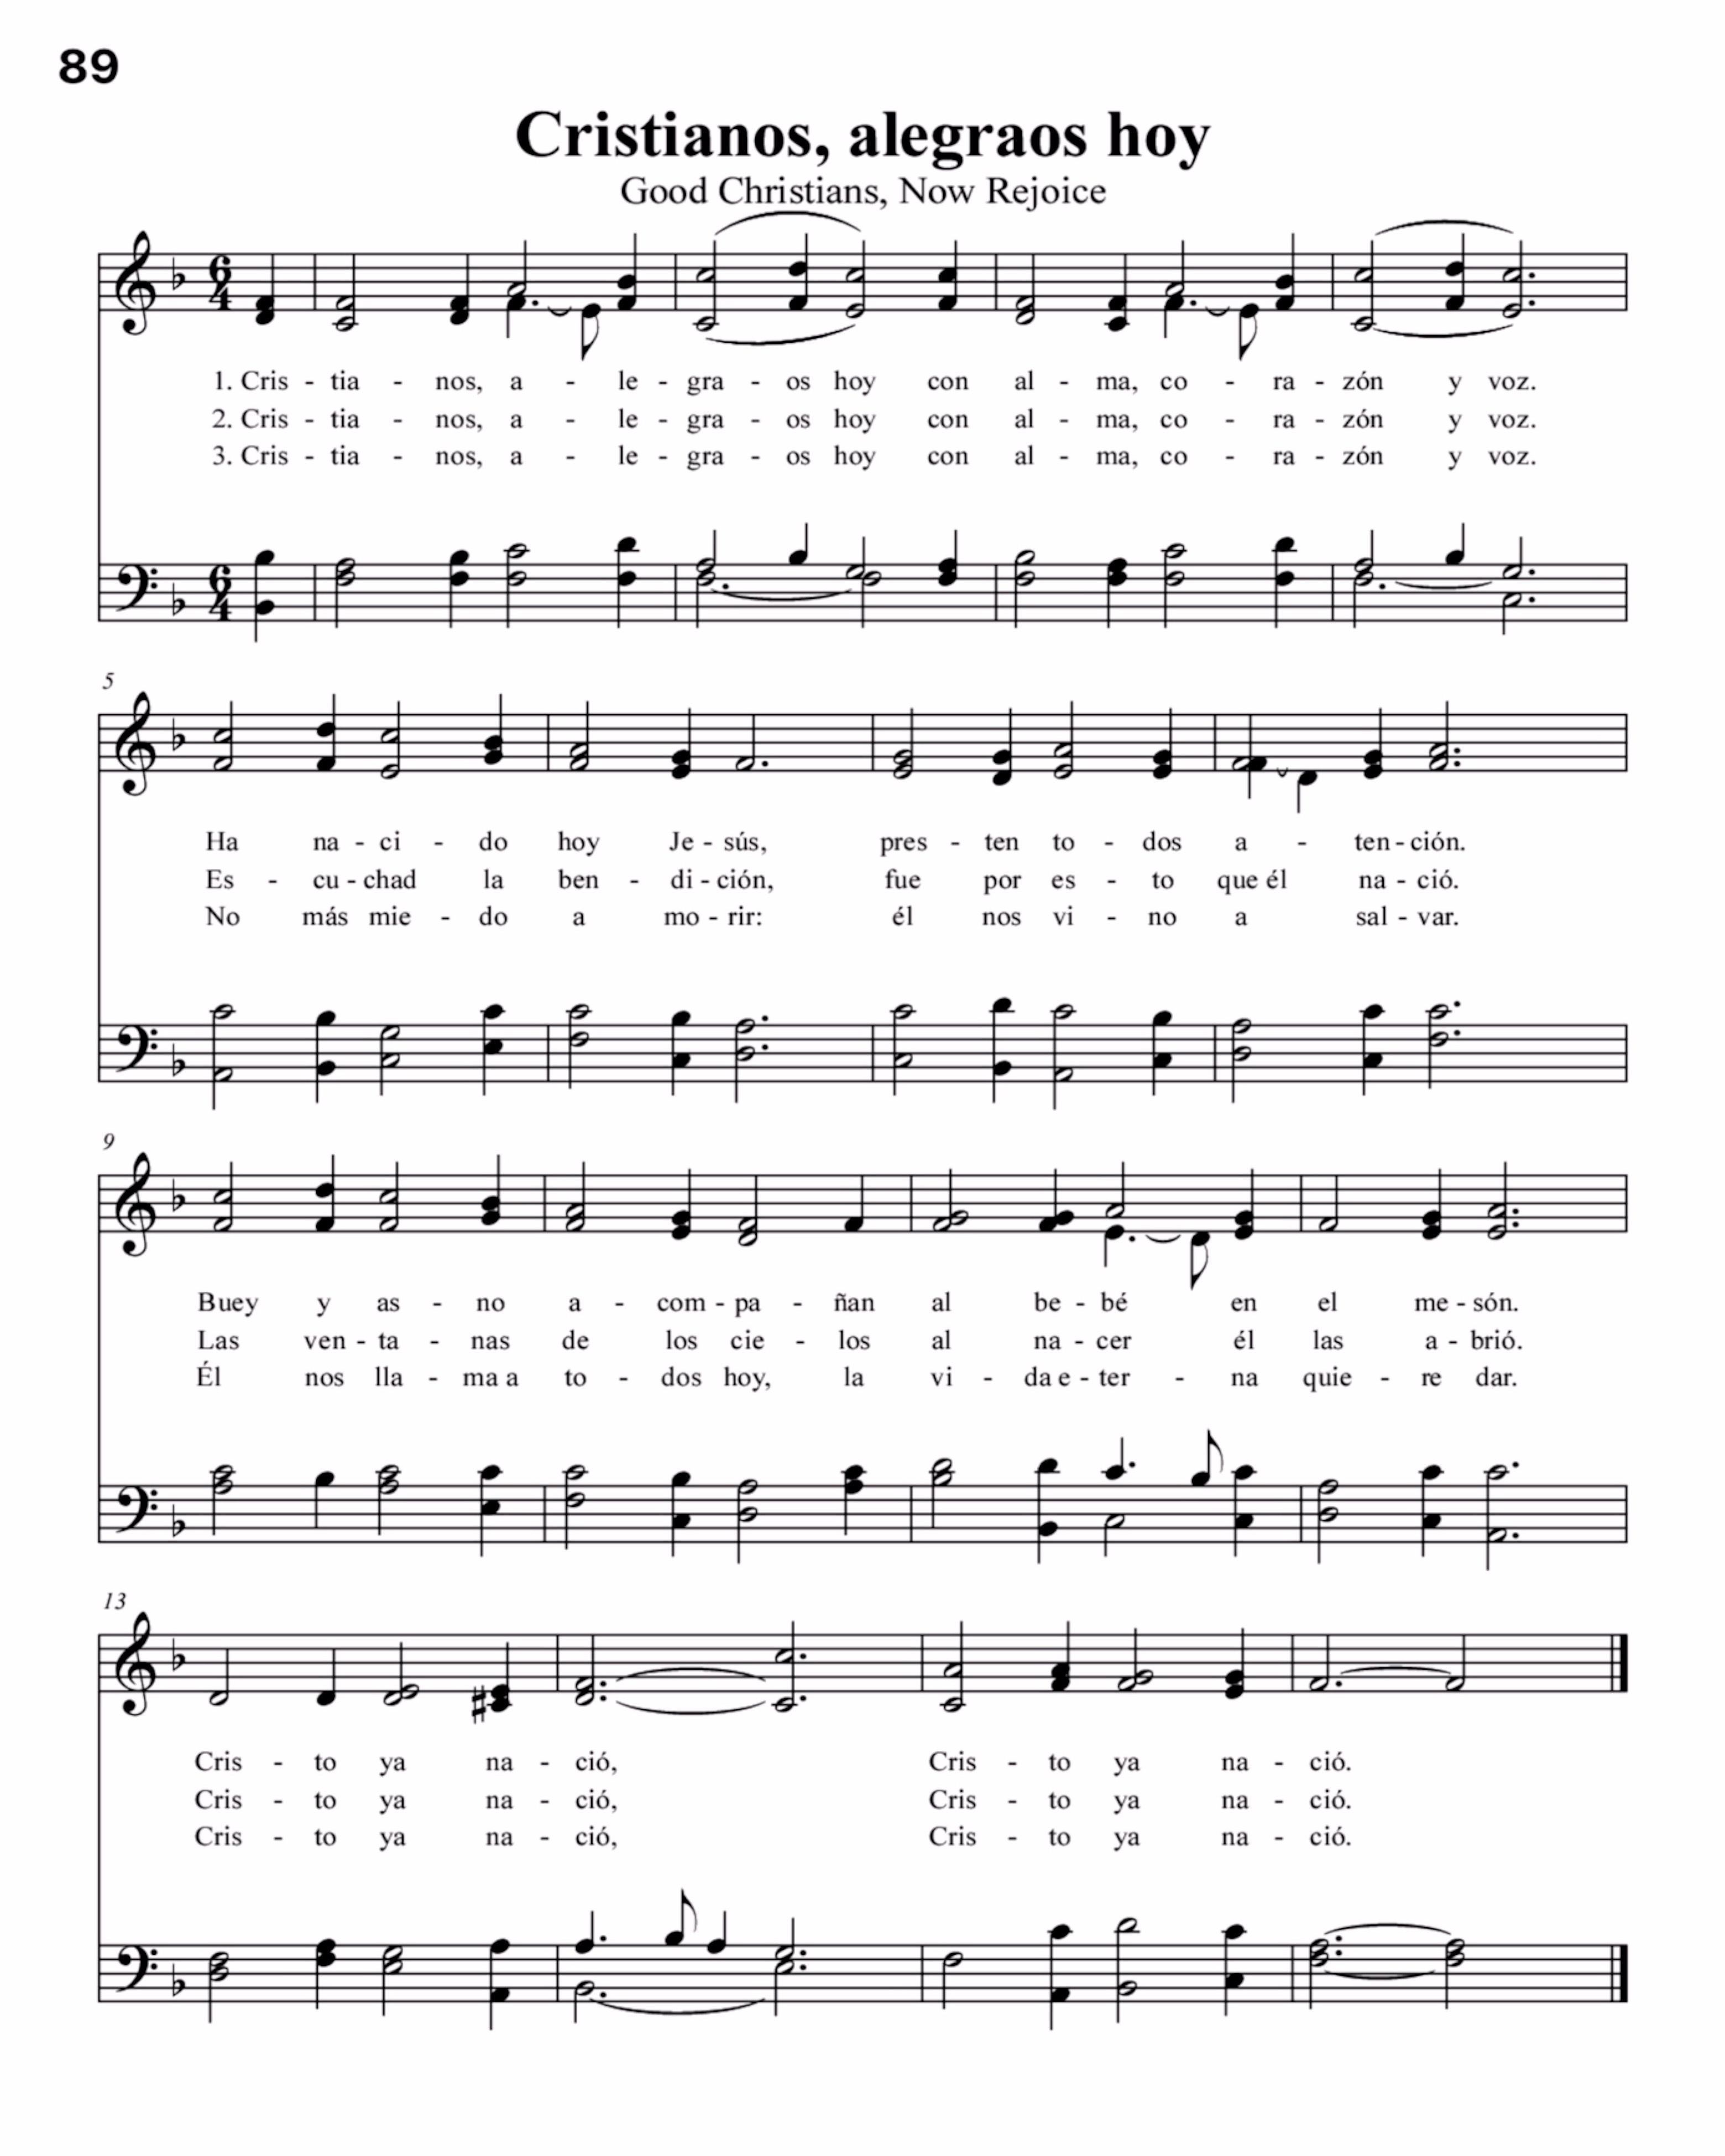 89
Cristianos, alegraos hoy
Good Christians, Now Rejoice
6 4
1. Cris - tia - nos, a - le - gra - os hoy con al - ma, co - ra - zón y voz.
2. Cris - tia - nos, a - le - gra - os hoy con al - ma, co - ra - zón y voz.
3. Cris - tia - nos, a - le - gra - os hoy con al - ma, co - ra - zón y voz.
6 4
5
Ha na - ci - do hoy Je - sús, pres - ten to - dos a - ten - ción.
Es - cu - chad la ben - di - ción, fue por es - to que él na - ció.
No más mie - do a mo - rir: él nos vi - no a sal - var.
9
Buey y as - no a - com - pa - ñan al be - bé en el me - són.
Las ven - ta - nas de los cie - los al na - cer él las a - brió.
Él nos lla - ma a to - dos hoy, la vi - da e - ter - na quie - re dar.
13
Cris - to ya na - ció, Cris - to ya na - ció.
Cris - to ya na - ció, Cris - to ya na - ció.
Cris - to ya na - ció, Cris - to ya na - ció.